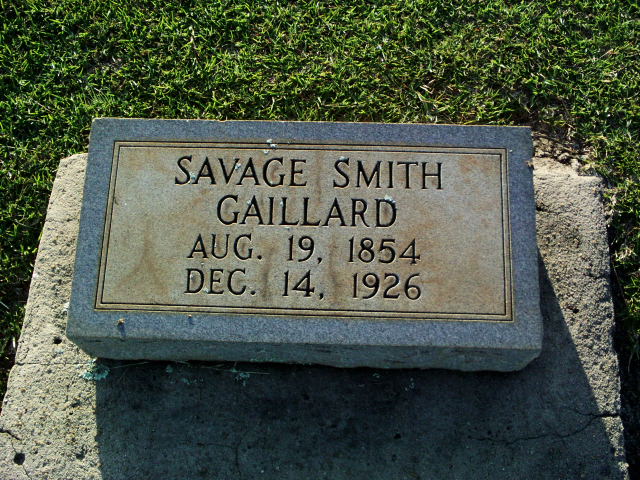 SAVAGE SMITH
GAILLARD
AUG. 19, 1854
DEC. 14, 1926